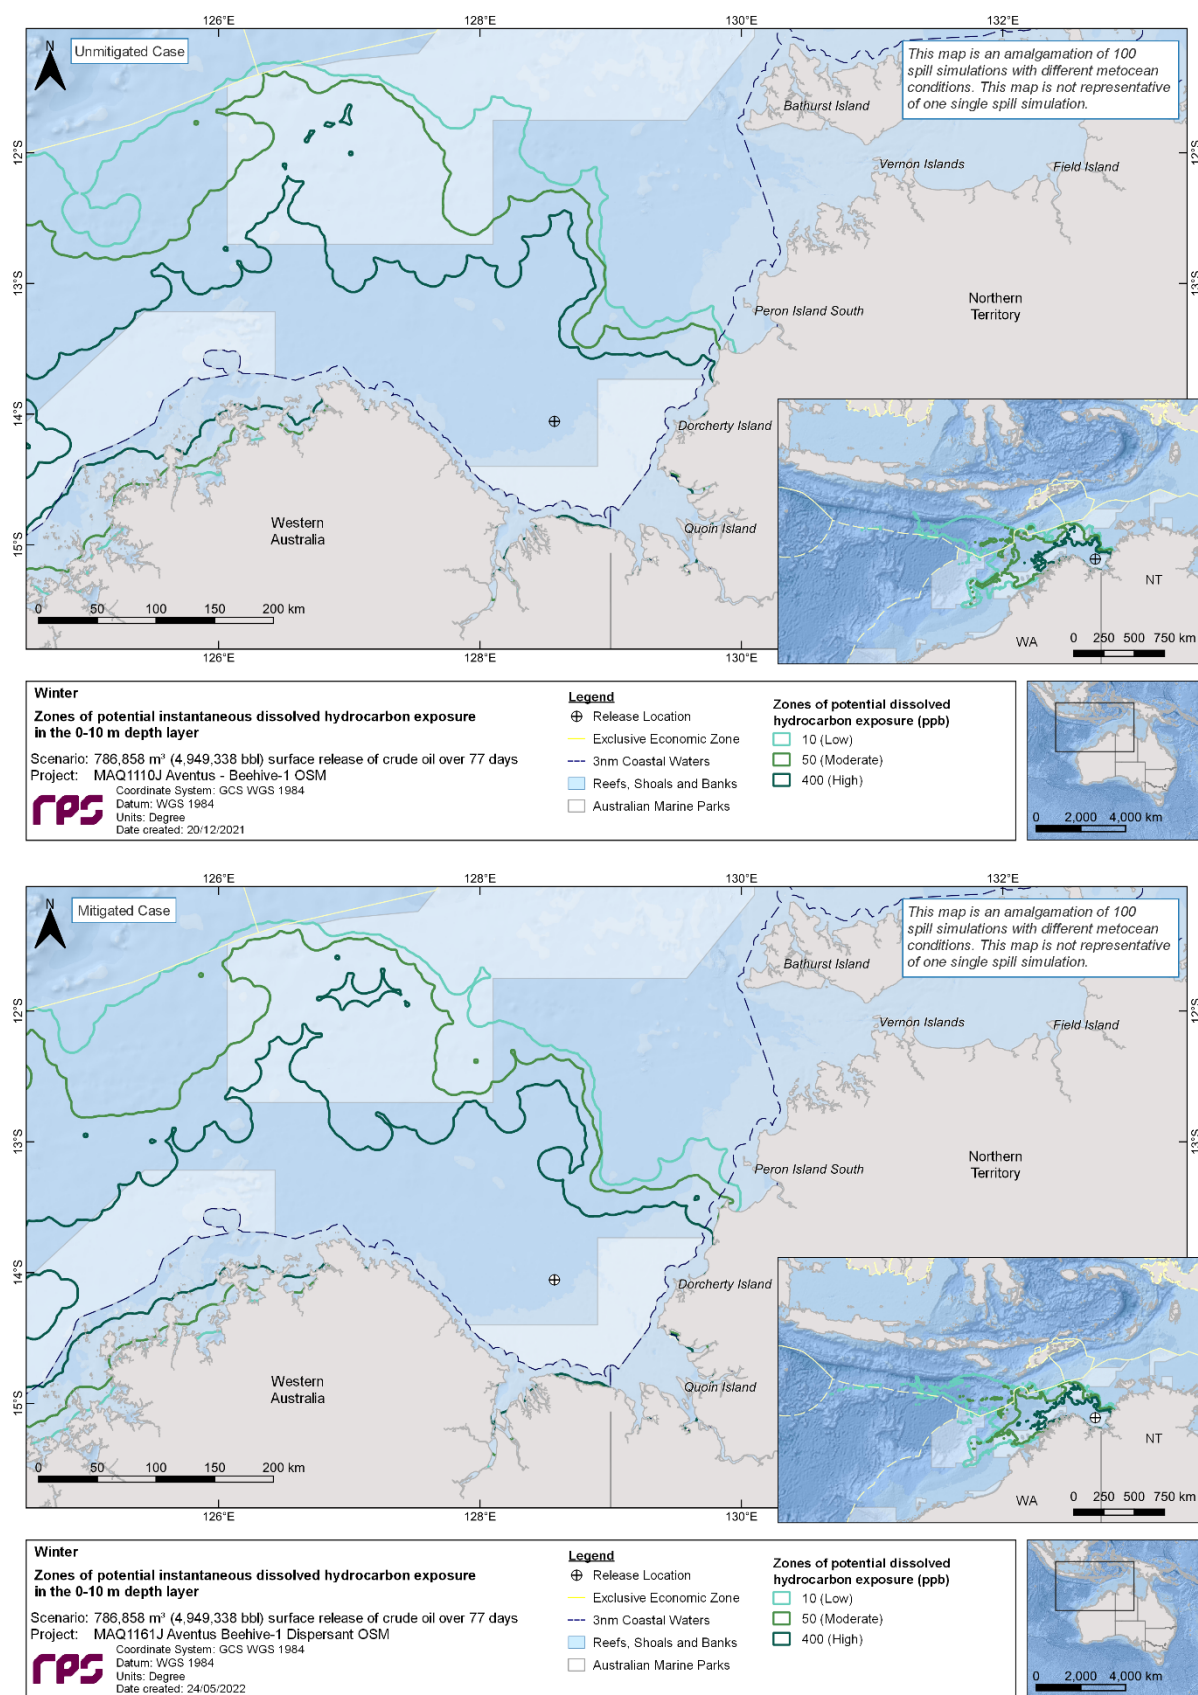 126°E
128°E
130°E
132°E
N
Unmitigated Case
This map is an amalgamation of 100
spill simulations with different metocean
conditions. This map is not representative
of one single spill simulation.
Bathurst Island
12°S
Vernon Islands
Field Island
12°S
13°S
Peron Island South
Northern
Territory
13°S
14°S
Dorcherty Island
Western
Australia
Quoin Island
15°S
NT
WA
0 50 100 150 200 km
0 250 500 750 km
126°E
128°E
130°E
Winter
Zones of potential instantaneous dissolved hydrocarbon exposure
in the 0-10 m depth layer
Scenario: 786,858 m³ (4,949,338 bbl) surface release of crude oil over 77 days
Project: MAQ1110J Aventus - Beehive-1 OSM
Coordinate System: GCS WGS 1984
Datum: WGS 1984
Units: Degree
Date created: 20/12/2021
rps
Legend
Release Location
Exclusive Economic Zone
3nm Coastal Waters
Reefs, Shoals and Banks
Australian Marine Parks
Zones of potential dissolved
hydrocarbon exposure (ppb)
10 (Low)
50 (Moderate)
400 (High)
0 2,000 4,000 km
126°E
128°E
130°E
132°E
N
Mitigated Case
This map is an amalgamation of 100
spill simulations with different metocean
conditions. This map is not representative
of one single spill simulation.
Bathurst Island
12°S
Vernon Islands
Field Island
12°S
13°S
Peron Island South
Northern
Territory
13°S
14°S
Dorcherty Island
Western
Australia
Quoin Island
15°S
NT
WA
0 50 100 150 200 km
0 250 500 750 km
126°E
128°E
130°E
Winter
Zones of potential instantaneous dissolved hydrocarbon exposure
in the 0-10 m depth layer
Scenario: 786,858 m³ (4,949,338 bbl) surface release of crude oil over 77 days
Project: MAQ1161J Aventus Beehive-1 Dispersant OSM
Coordinate System: GCS WGS 1984
Datum: WGS 1984
Units: Degree
Date created: 24/05/2022
rps
Legend
Release Location
Exclusive Economic Zone
3nm Coastal Waters
Reefs, Shoals and Banks
Australian Marine Parks
Zones of potential dissolved
hydrocarbon exposure (ppb)
10 (Low)
50 (Moderate)
400 (High)
0 2,000 4,000 km